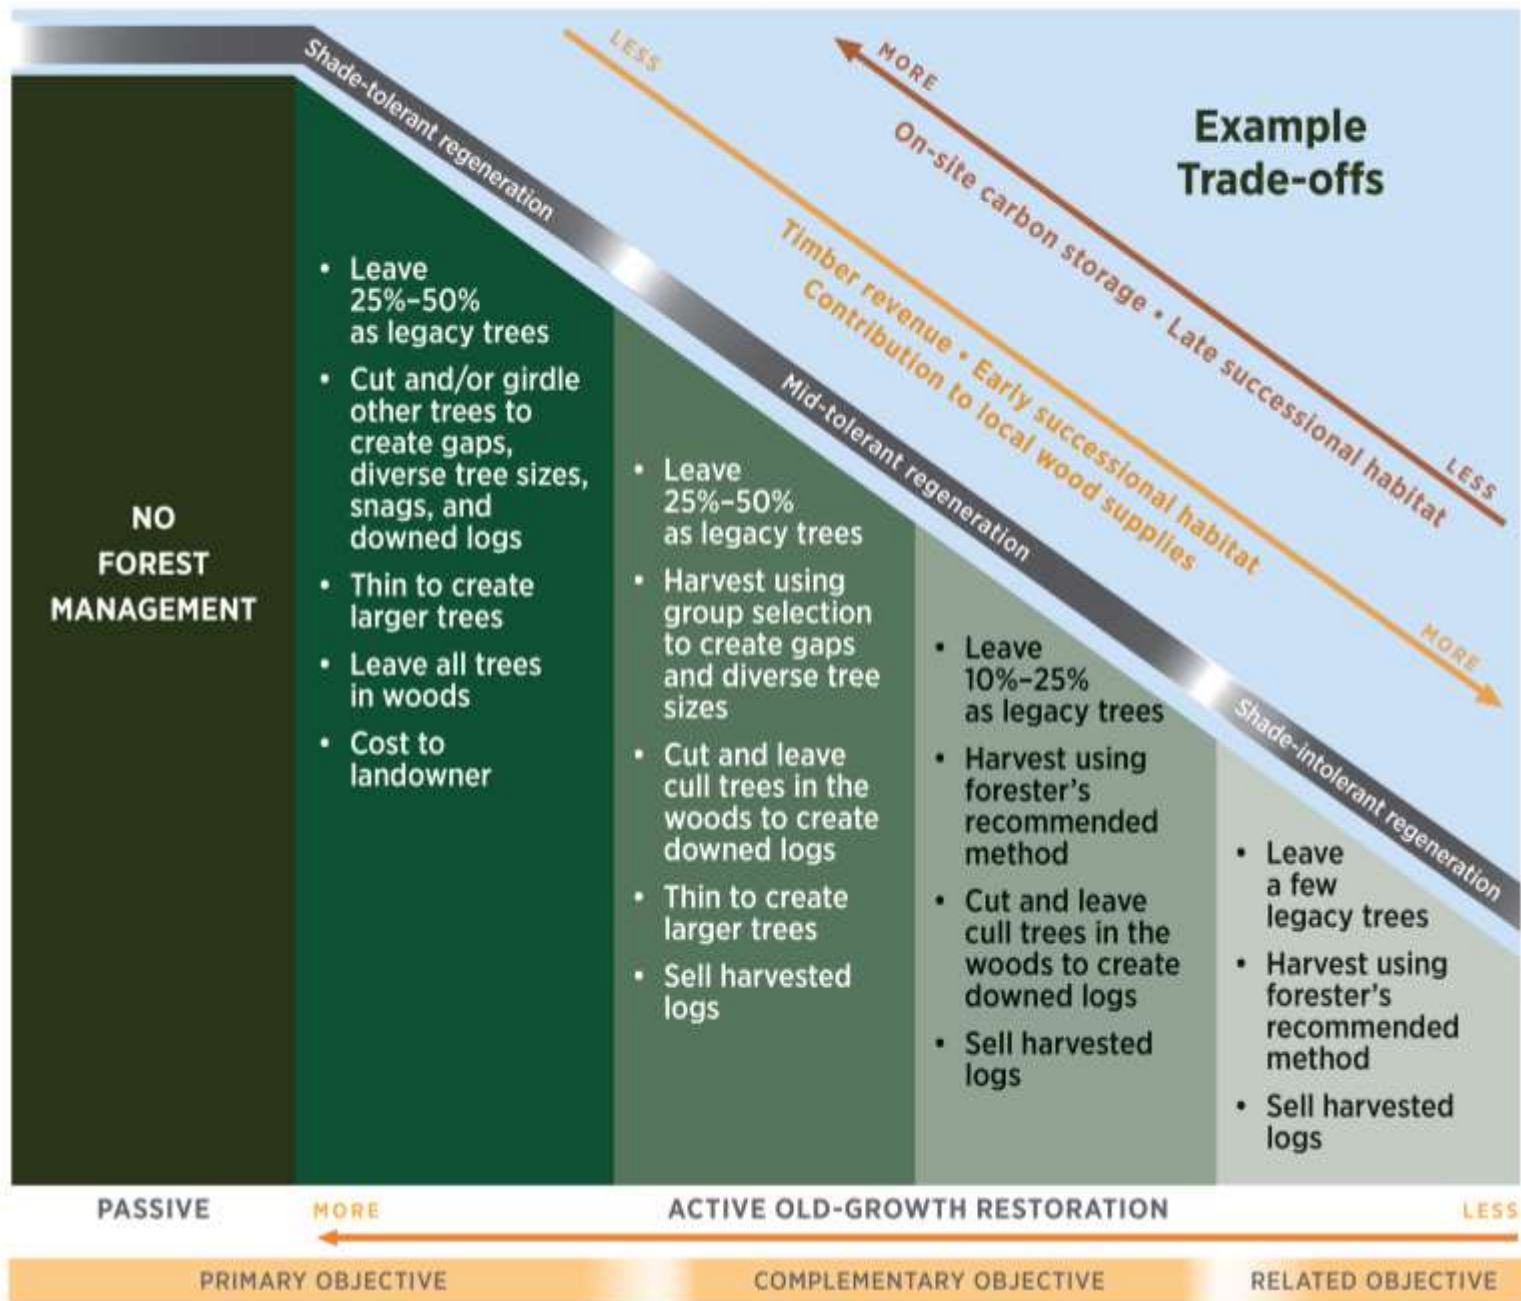 Example
Trade-offs
MORE
On-site carbon storage • Late successional habitat
LESS
LESS
Timber revenue • Early successional habitat
Contribution to local wood supplies
MORE
Shade-tolerant regeneration
Mid-tolerant regeneration
Shade-intolerant regeneration
NO
FOREST
MANAGEMENT
• Leave
25%–50%
as legacy trees
• Cut and/or girdle
other trees to
create gaps,
diverse tree sizes,
snags, and
downed logs
• Thin to create
larger trees
• Leave all trees
in woods
• Cost to
landowner
• Leave
25%–50%
as legacy trees
• Harvest using
group selection
to create gaps
and diverse tree
sizes
• Cut and leave
cull trees in the
woods to create
downed logs
• Thin to create
larger trees
• Sell harvested
logs
• Leave
10%–25%
as legacy trees
• Harvest using
forester's
recommended
method
• Cut and leave
cull trees in the
woods to create
downed logs
• Sell harvested
logs
• Leave
a few
legacy trees
• Harvest using
forester's
recommended
method
• Sell harvested
logs
PASSIVE
MORE
ACTIVE OLD-GROWTH RESTORATION
LESS
PRIMARY OBJECTIVE
COMPLEMENTARY OBJECTIVE
RELATED OBJECTIVE